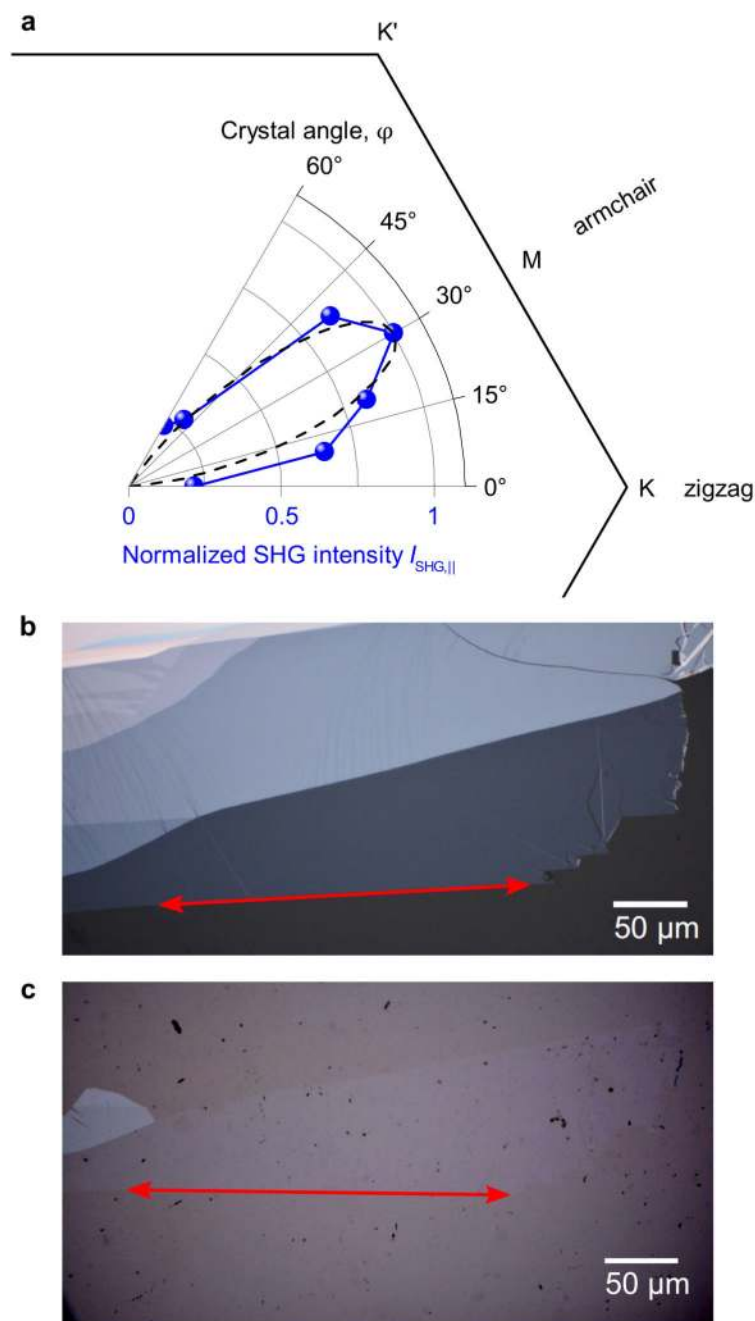 a
K'
Crystal angle, φ
60°
45°
armchair
M
30°
15°
0°
K zigzag
0 0.5 1
Normalized SHG intensity I_SHG,||
b
50 µm
c
50 µm